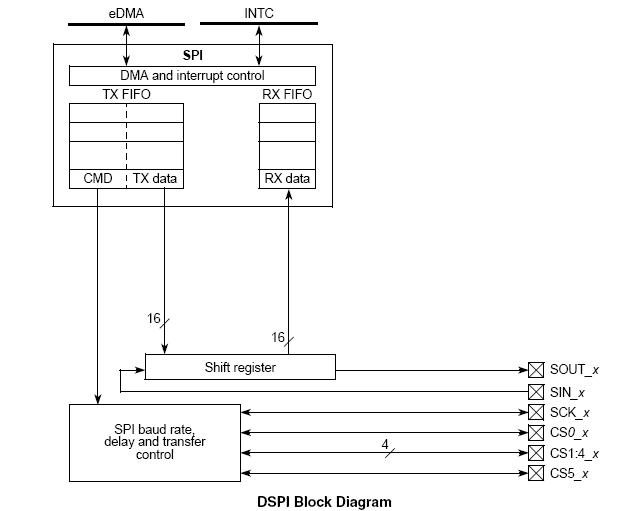 eDMA INTC
SPI
DMA and interrupt control
TX FIFO RX FIFO
CMD TX data RX data
16
16
Shift register
SOUT_x
SIN_x
SCK_x
SPI baud rate,
delay and transfer
control
CS0_x
4
CS1:4_x
CS5_x
DSPI Block Diagram